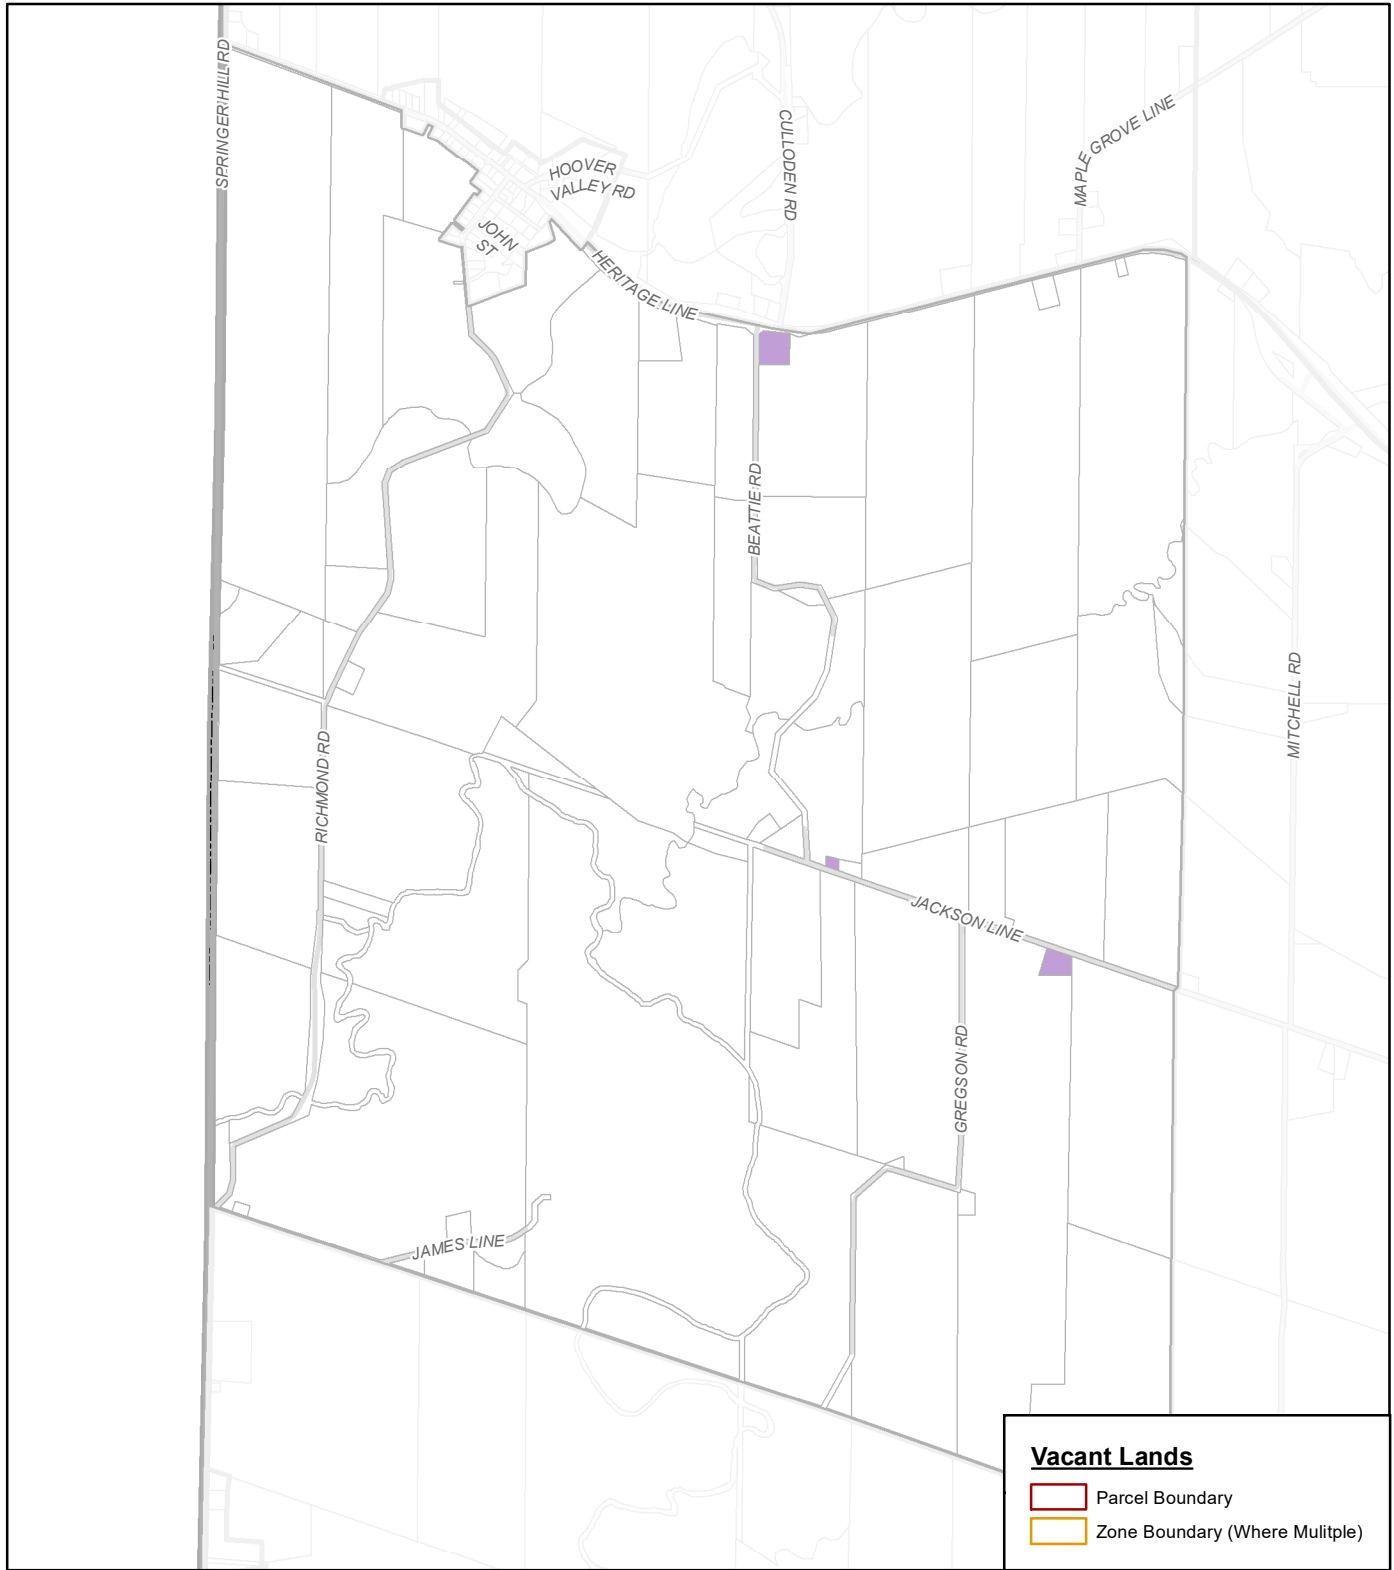 SPRINGER HILL RD
CULLODEN RD
MAPLE GROVE LINE
HOOVER
VALLEY RD
JOHN
ST
HERITAGE LINE
BEATTIE RD
MITCHELL RD
RICHMOND RD
JACKSON LINE
GREGSON RD
JAMES LINE
Vacant Lands
Parcel Boundary
Zone Boundary (Where Mulitple)